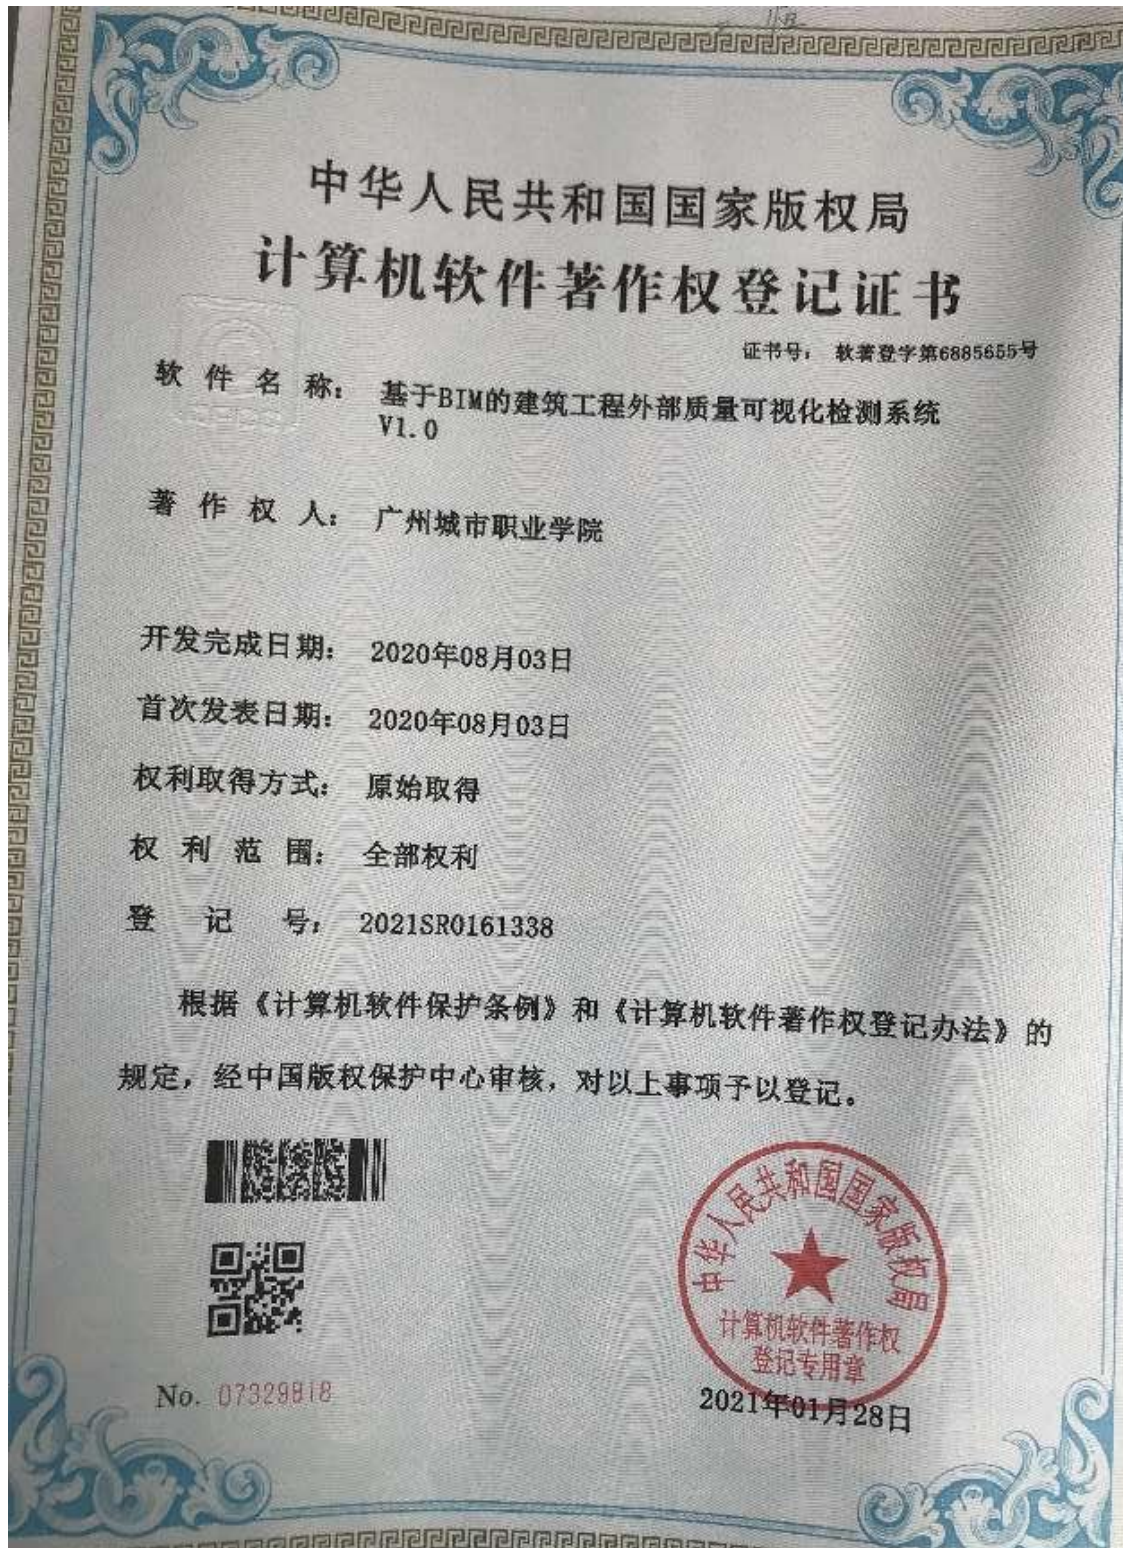 中华人民共和国国家版权局
计算机软件著作权登记证书
证书号： 软著登字第6885655号
软件名称： 基于BIM的建筑工程外部质量可视化检测系统
V1.0
著作权人： 广州城市职业学院
开发完成日期： 2020年08月03日
首次发表日期： 2020年08月03日
权利取得方式： 原始取得
权利范围： 全部权利
登记号： 2021SR0161338
根据《计算机软件保护条例》和《计算机软件著作权登记办法》的
规定，经中国版权保护中心审核，对以上事项予以登记。
中华人民共和国国家版权局
计算机软件著作权
登记专用章
No. 07329818
2021年01月28日